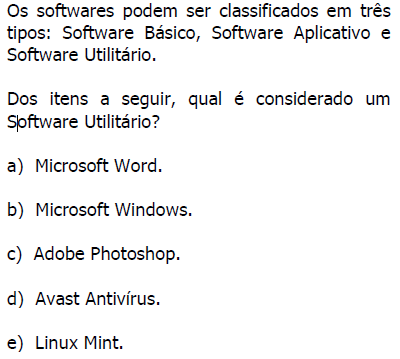 Os softwares podem ser classificados em três
tipos: Software Básico, Software Aplicativo e
Software Utilitário.
Dos itens a seguir, qual é considerado um
Software Utilitário?
a) Microsoft Word.
b) Microsoft Windows.
c) Adobe Photoshop.
d) Avast Antivírus.
e) Linux Mint.